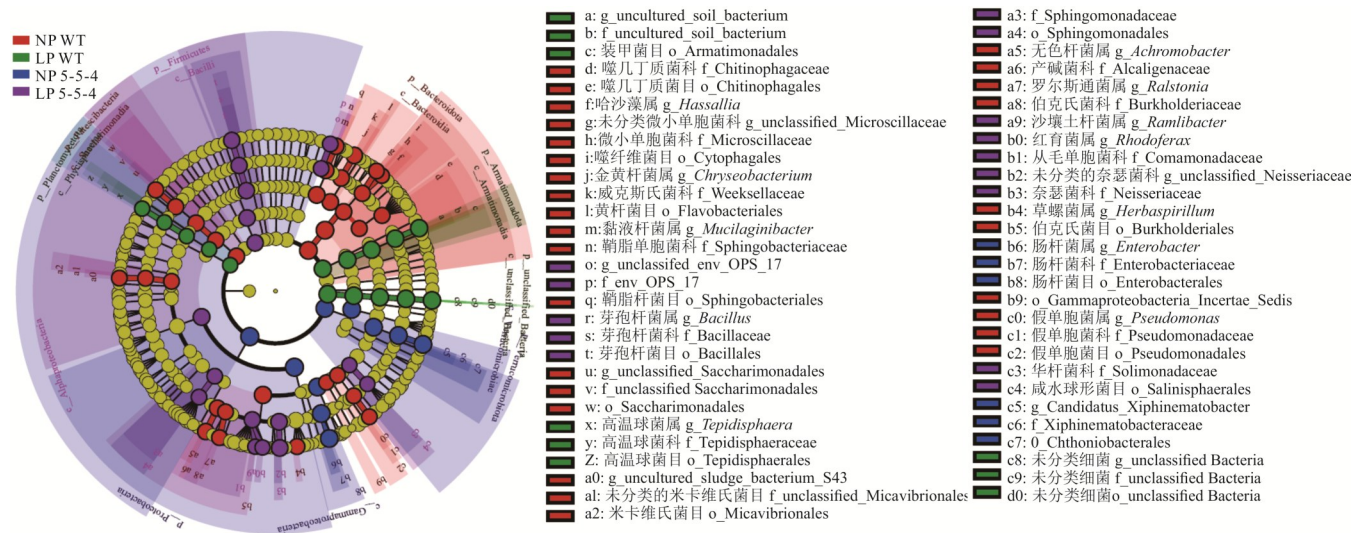 NP WT
LP WT
NP 5-5-4
LP 5-5-4
p__Firmicutes
c__Bacilli
p__Bacteroidota
c__Bacteroidia
p__Armatimonadota
c__Armatimonadia
p__unclassified_Bacteria
c__unclassified_Bacteria
p__Verrucomicrobiota
c__Verrucomicrobiae
c__Gammaproteobacteria
p__Proteobacteria
c__Alphaproteobacteria
a: g_uncultured_soil_bacterium
b: f_uncultured_soil_bacterium
c: 装甲菌目 o_Armatimonadales
d: 噬几丁质菌科 f_Chitinophagaceae
e: 噬几丁质菌目 o_Chitinophagales
f:哈沙藻属 g_Hassallia
g:未分类微小单胞菌科 g_unclassified_Microscillaceae
h:微小单胞菌科 f_Microscillaceae
i:噬纤维菌目 o_Cytophagales
j:金黄杆菌属 g_Chryseobacterium
k:威克斯氏菌科 f_Weeksellaceae
l:黄杆菌目 o_Flavobacteriales
m:黏液杆菌属 g_Mucilaginibacter
n: 鞘脂单胞菌科 f_Sphingobacteriaceae
o: g_unclassifed_env_OPS_17
p: f_env_OPS_17
q: 鞘脂杆菌目 o_Sphingobacteriales
r: 芽孢杆菌属 g_Bacillus
s: 芽孢杆菌科 f_Bacillaceae
t: 芽孢杆菌目 o_Bacillales
u: g_unclassified_Saccharimonadales
v: f_unclassified Saccharimonadales
w: o_Saccharimonadales
x: 高温球菌属 g_Tepidisphaera
y: 高温球菌科 f_Tepidisphaeraceae
Z: 高温球菌目 o_Tepidisphaerales
a0: g_uncultured_sludge_bacterium_S43
al: 未分类的米卡维氏菌目 f_unclassified_Micavibrionales
a2: 米卡维氏菌目 o_Micavibrionales
a3: f_Sphingomonadaceae
a4: o_Sphingomonadales
a5: 无色杆菌属 g_Achromobacter
a6: 产碱菌科 f_Alcaligenaceae
a7: 罗尔斯通菌属 g_Ralstonia
a8: 伯克氏菌科 f_Burkholderiaceae
a9: 沙壤土杆菌属 g_Ramlibacter
b0: 红育菌属 g_Rhodoferax
b1: 从毛单胞菌科 f_Comamonadaceae
b2: 未分类的奈瑟菌科 g_unclassified_Neisseriaceae
b3: 奈瑟菌科 f_Neisseriaceae
b4: 草螺菌属 g_Herbaspirillum
b5: 伯克氏菌目 o_Burkholderiales
b6: 肠杆菌属 g_Enterobacter
b7: 肠杆菌科 f_Enterobacteriaceae
b8: 肠杆菌目 o_Enterobacterales
b9: o_Gammaproteobacteria_Incertae_Sedis
c0: 假单胞菌属 g_Pseudomonas
c1: 假单胞菌科 f_Pseudomonadaceae
c2: 假单胞菌目 o_Pseudomonadales
c3: 华杆菌科 f_Solimonadaceae
c4: 咸水球形菌目 o_Salinisphaerales
c5: g_Candidatus_Xiphinematobacter
c6: f_Xiphinematobacteraceae
c7: 0_Chthoniobacterales
c8: 未分类细菌 g_unclassified Bacteria
c9: 未分类细菌 f_unclassified Bacteria
d0: 未分类细菌o_unclassified Bacteria